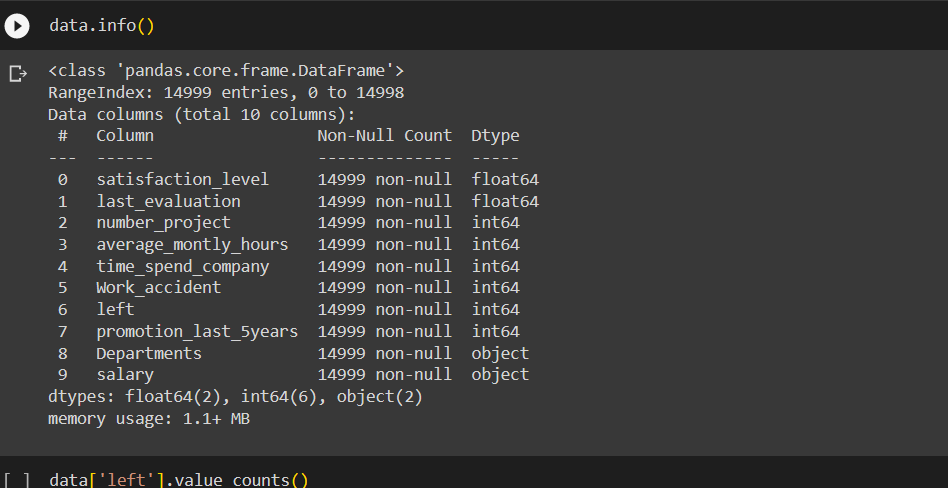 data.info()
<class 'pandas.core.frame.DataFrame'>
RangeIndex: 14999 entries, 0 to 14998
Data columns (total 10 columns):
 #   Column                 Non-Null Count  Dtype
---  ------                 --------------  -----
 0   satisfaction_level     14999 non-null  float64
 1   last_evaluation        14999 non-null  float64
 2   number_project         14999 non-null  int64
 3   average_montly_hours   14999 non-null  int64
 4   time_spend_company     14999 non-null  int64
 5   Work_accident          14999 non-null  int64
 6   left                   14999 non-null  int64
 7   promotion_last_5years  14999 non-null  int64
 8   Departments            14999 non-null  object
 9   salary                 14999 non-null  object
dtypes: float64(2), int64(6), object(2)
memory usage: 1.1+ MB
[ ] data['left'].value_counts()